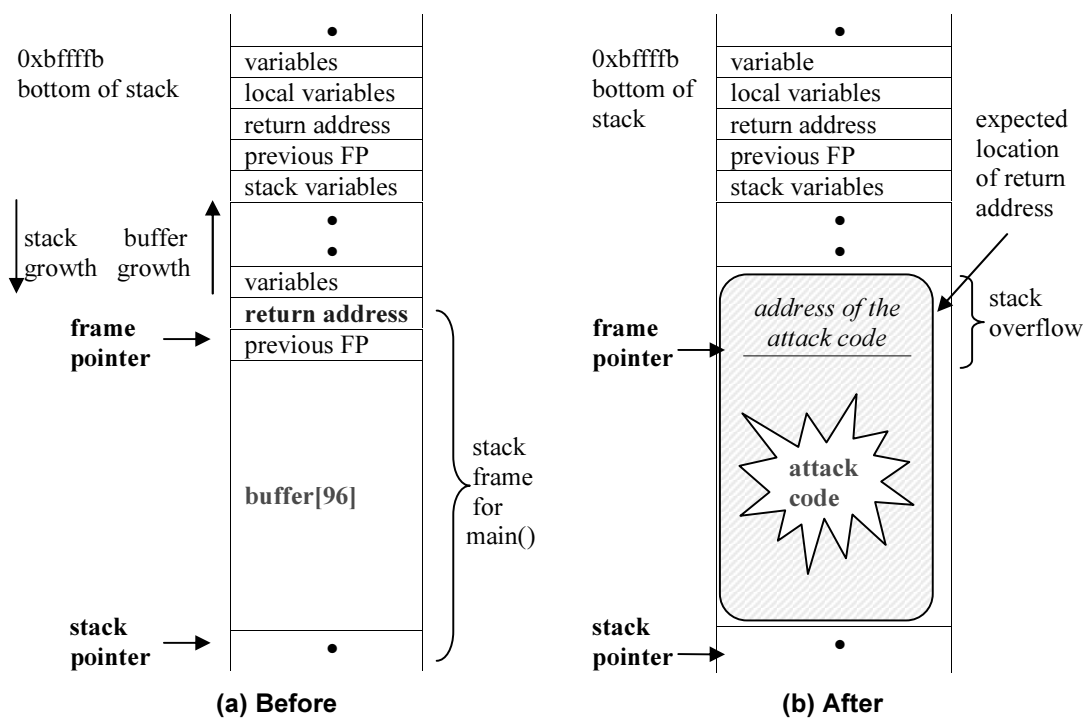 0xbffffb
bottom of stack
variables
local variables
return address
previous FP
stack variables
stack
growth
buffer
growth
variables
return address
previous FP
frame
pointer
buffer[96]
stack
frame
for
main()
stack
pointer
(a) Before
0xbffffb
bottom of
stack
variable
local variables
return address
previous FP
stack variables
expected
location
of return
address
address of the
attack code
stack
overflow
frame
pointer
attack
code
stack
pointer
(b) After